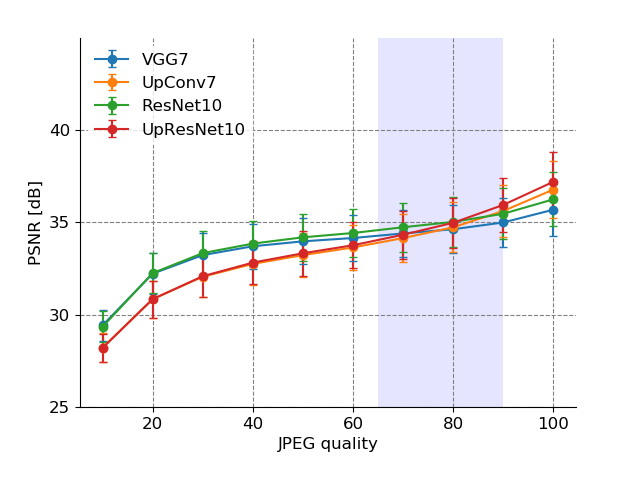 VGG7
UpConv7
ResNet10
UpResNet10
PSNR [dB]
40
35
30
25
20 40 60 80 100
JPEG quality